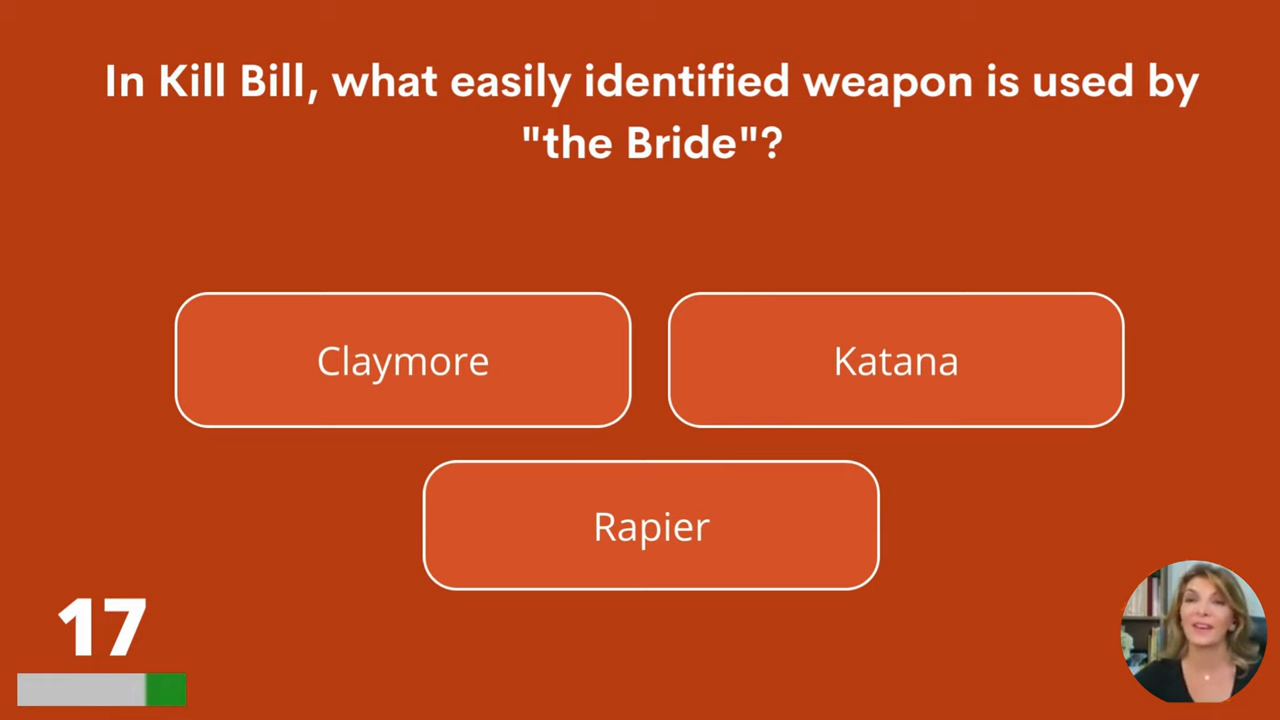 In Kill Bill, what easily identified weapon is used by
"the Bride"?
Claymore
Katana
Rapier
17